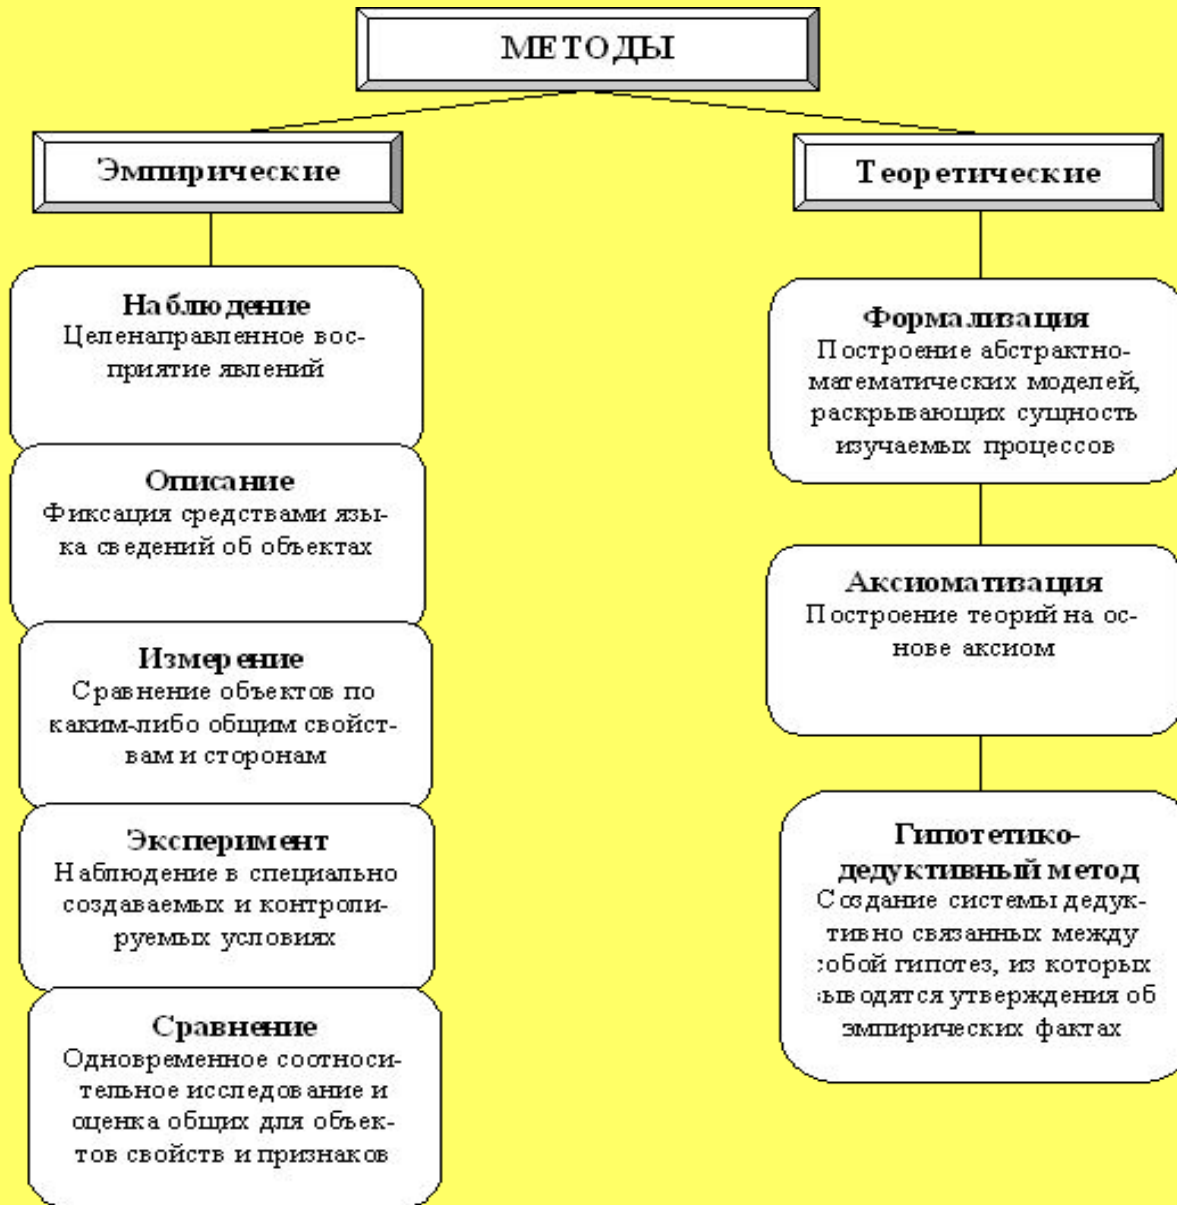 МЕТОДЫ
Эмпирические
Наблюдение
Целенаправленное вос-
приятие явлений
Описание
Фиксация средствами язы-
ка сведений об объектах
Измерение
Сравнение объектов по
каким-либо общим свойст-
вам и сторонам
Эксперимент
Наблюдение в специально
создаваемых и контроли-
руемых условиях
Сравнение
Одновременное соотноси-
тельное исследование и
оценка общих для объек-
тов свойств и признаков
Теоретические
Формализация
Построение абстрактно-
математических моделей,
раскрывающих сущность
изучаемых процессов
Аксиоматизация
Построение теорий на ос-
нове аксиом
Гипотетико-
дедуктивный метод
Создание системы дедук-
тивно связанных между
собой гипотез, из которых
выводятся утверждения об
эмпирических фактах